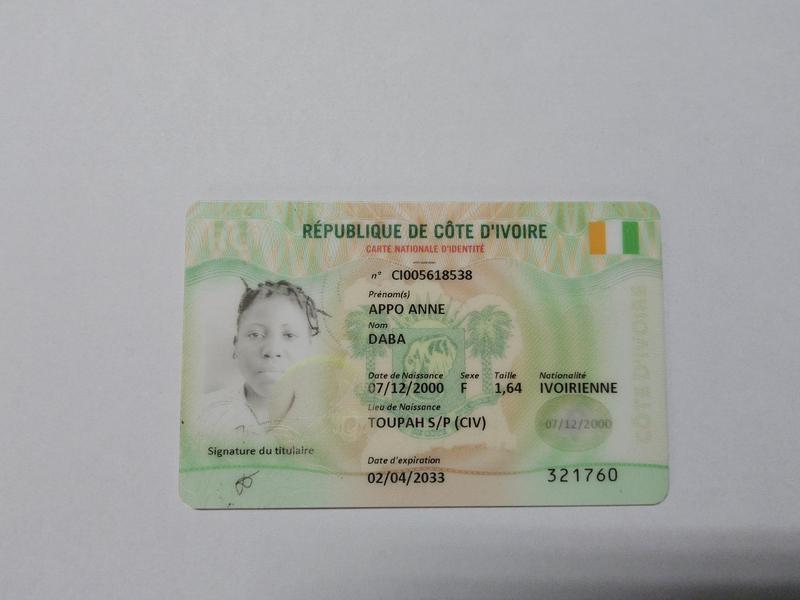 RÉPUBLIQUE DE CÔTE D'IVOIRE
CARTE NATIONALE D'IDENTITÉ
n° CI005618538
Prénom(s)
APPO ANNE
Nom
DABA
Date de Naissance Sexe Taille Nationalité
07/12/2000 F 1,64 IVOIRIENNE
Lieu de Naissance
TOUPAH S/P (CIV)
07/12/2000
Signature du titulaire
Date d'expiration
02/04/2033
321760
CÔTE D'IVOIRE